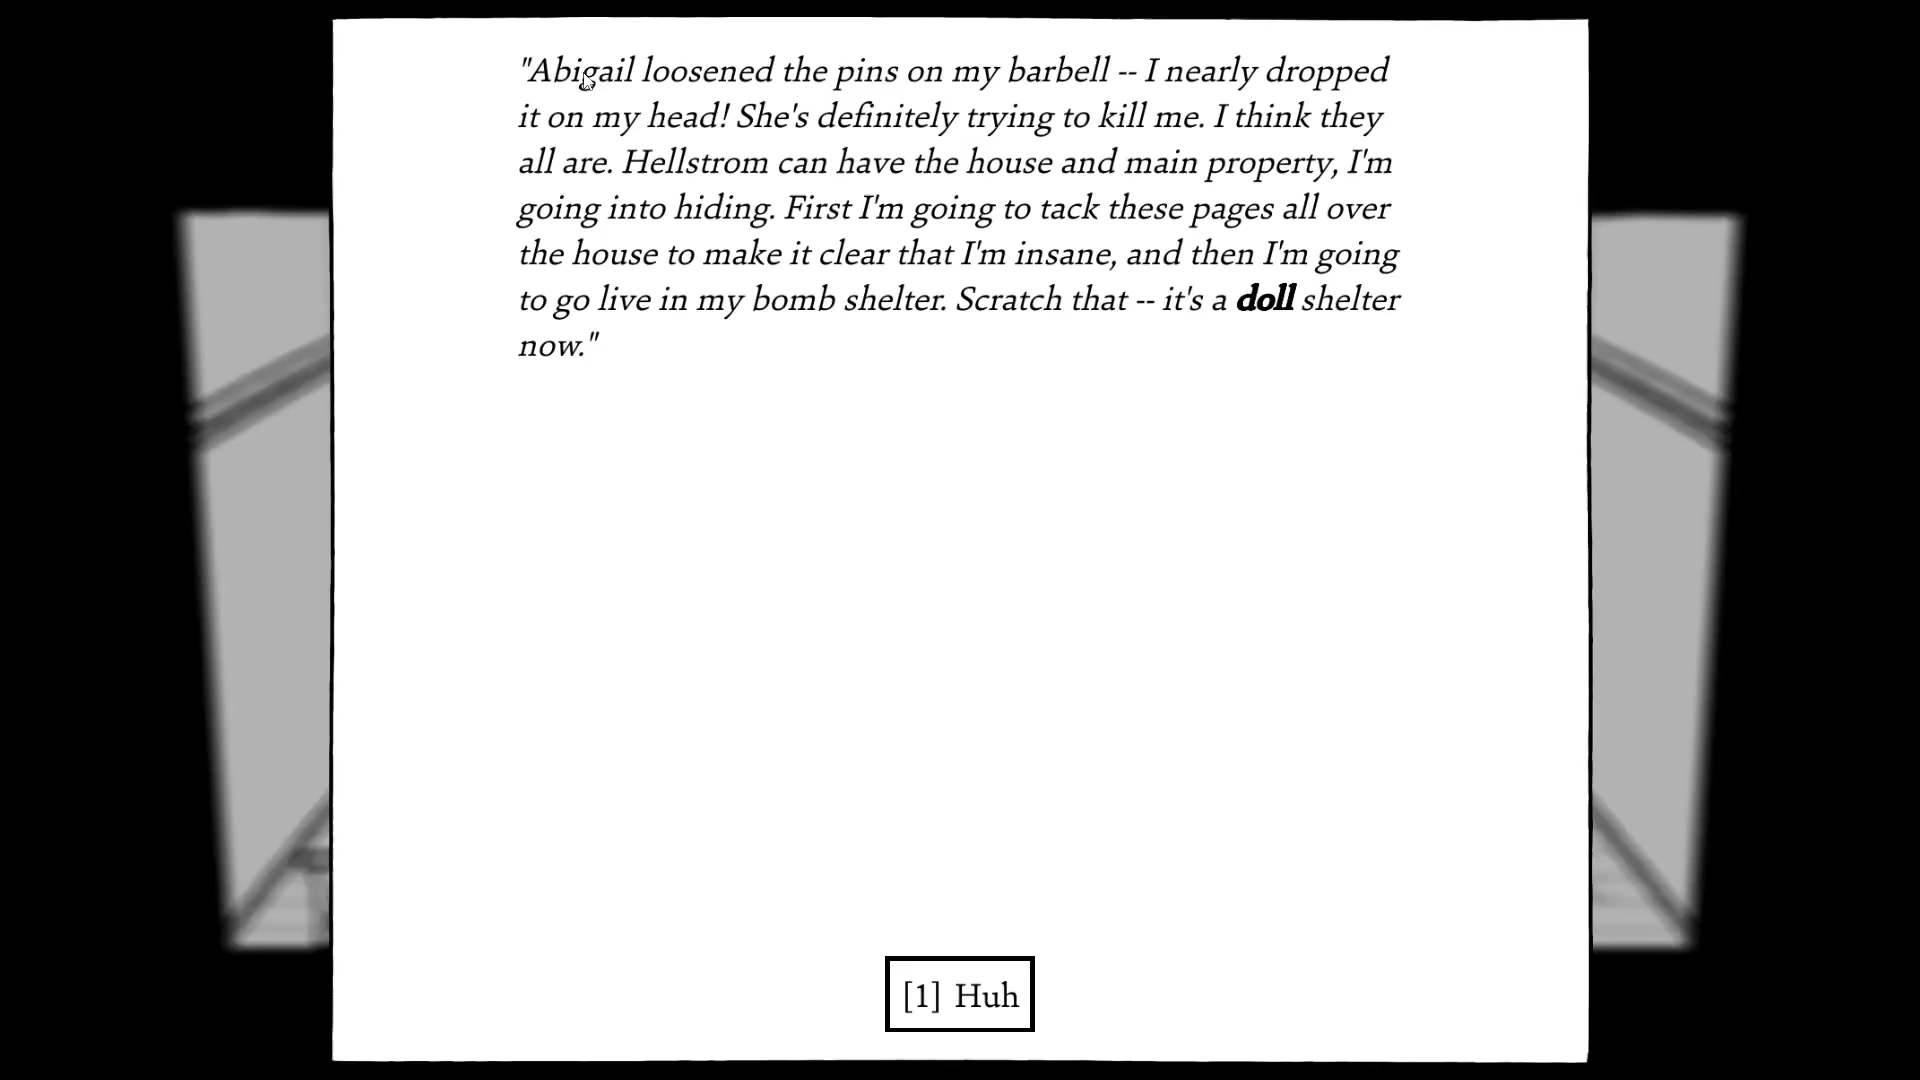 "Abigail loosened the pins on my barbell -- I nearly dropped
it on my head! She's definitely trying to kill me. I think they
all are. Hellstrom can have the house and main property, I'm
going into hiding. First I'm going to tack these pages all over
the house to make it clear that I'm insane, and then I'm going
to go live in my bomb shelter. Scratch that -- it's a doll shelter
now."
[1] Huh